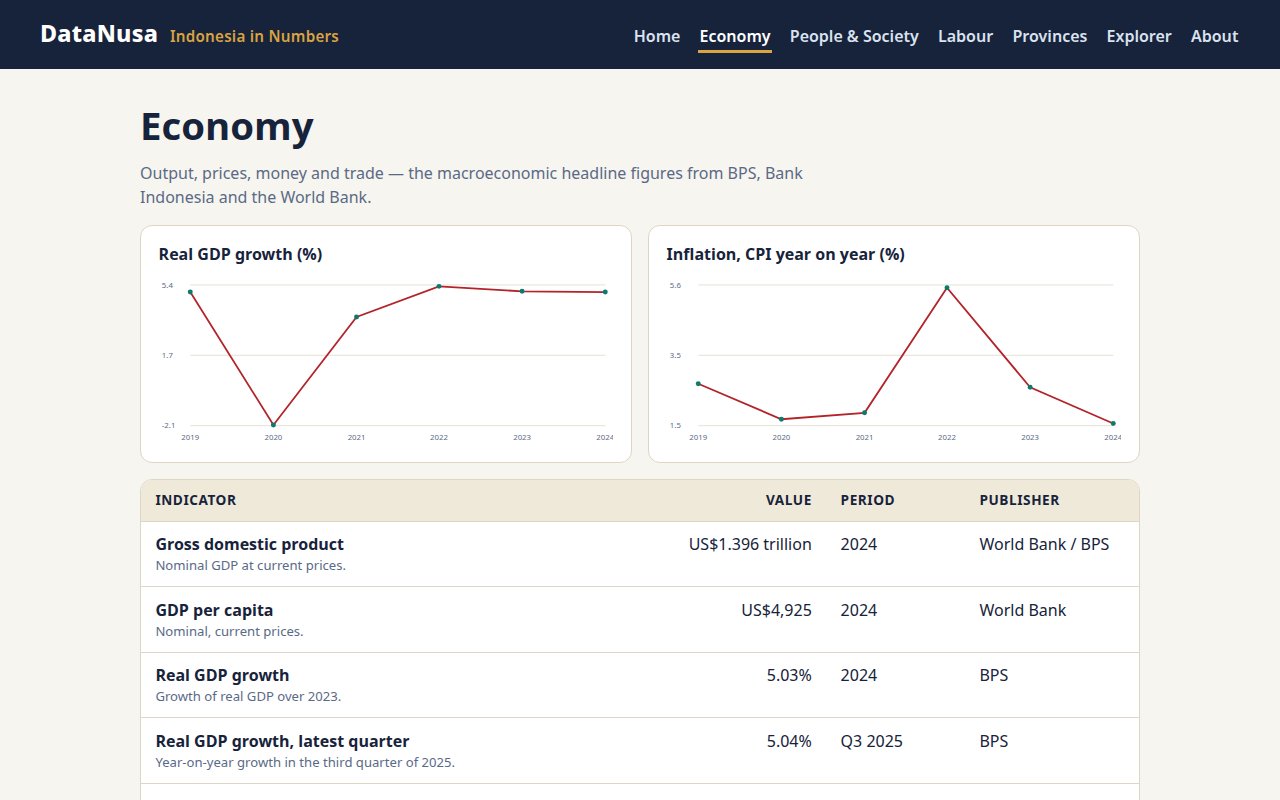 DataNusa Indonesia in Numbers
Home Economy People & Society Labour Provinces Explorer About
Economy
Output, prices, money and trade — the macroeconomic headline figures from BPS, Bank
Indonesia and the World Bank.
Real GDP growth (%)
5.4
1.7
-2.1
2019 2020 2021 2022 2023 2024
Inflation, CPI year on year (%)
5.6
3.5
1.5
2019 2020 2021 2022 2023 2024
INDICATOR VALUE PERIOD PUBLISHER
Gross domestic product US$1.396 trillion 2024 World Bank / BPS
Nominal GDP at current prices.
GDP per capita US$4,925 2024 World Bank
Nominal, current prices.
Real GDP growth 5.03% 2024 BPS
Growth of real GDP over 2023.
Real GDP growth, latest quarter 5.04% Q3 2025 BPS
Year-on-year growth in the third quarter of 2025.